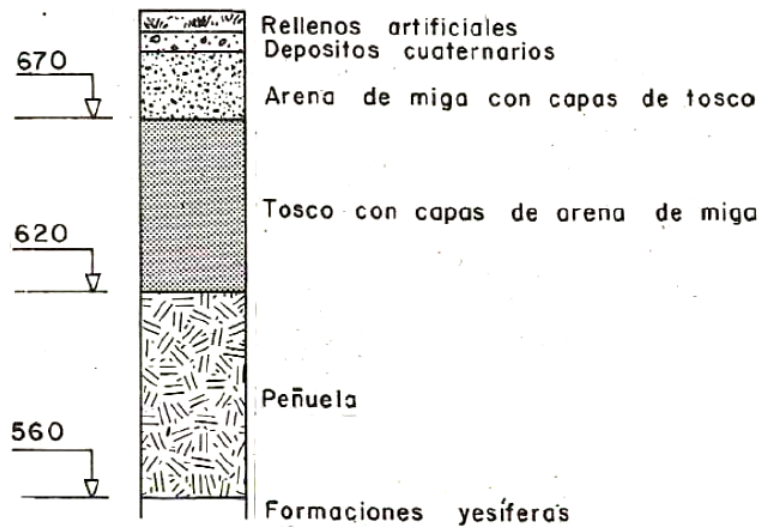 Rellenos artificiales
Depositos cuaternarios
670
Arena de miga con capas de tosco
Tosco con capas de arena de miga
620
Peñuela
560
Formaciones yesíferas